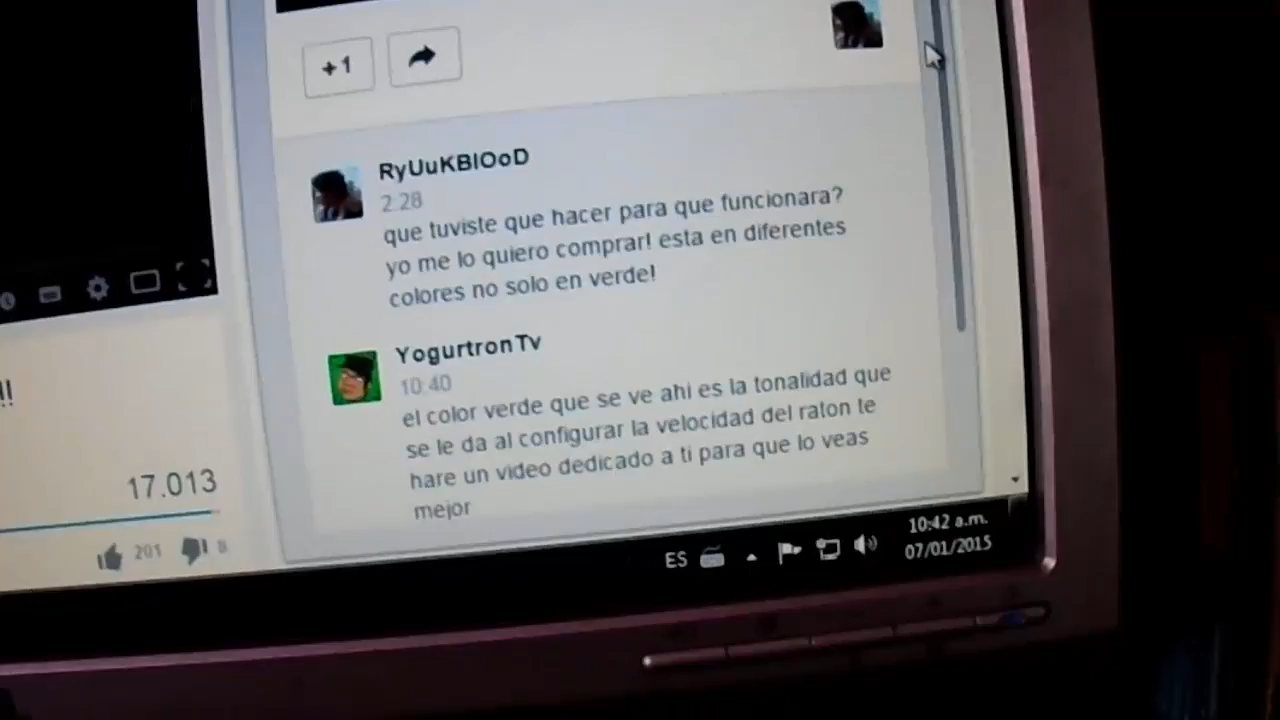 +1
RyUuKBlOoD
2:28
que tuviste que hacer para que funcionara?
yo me lo quiero comprar! esta en diferentes
colores no solo en verde!
YogurtronTv
10:40
el color verde que se ve ahi es la tonalidad que
se le da al configurar la velocidad del raton te
hare un video dedicado a ti para que lo veas
mejor
!!
17.013
201 8
ES
10:42 a.m.
07/01/2015